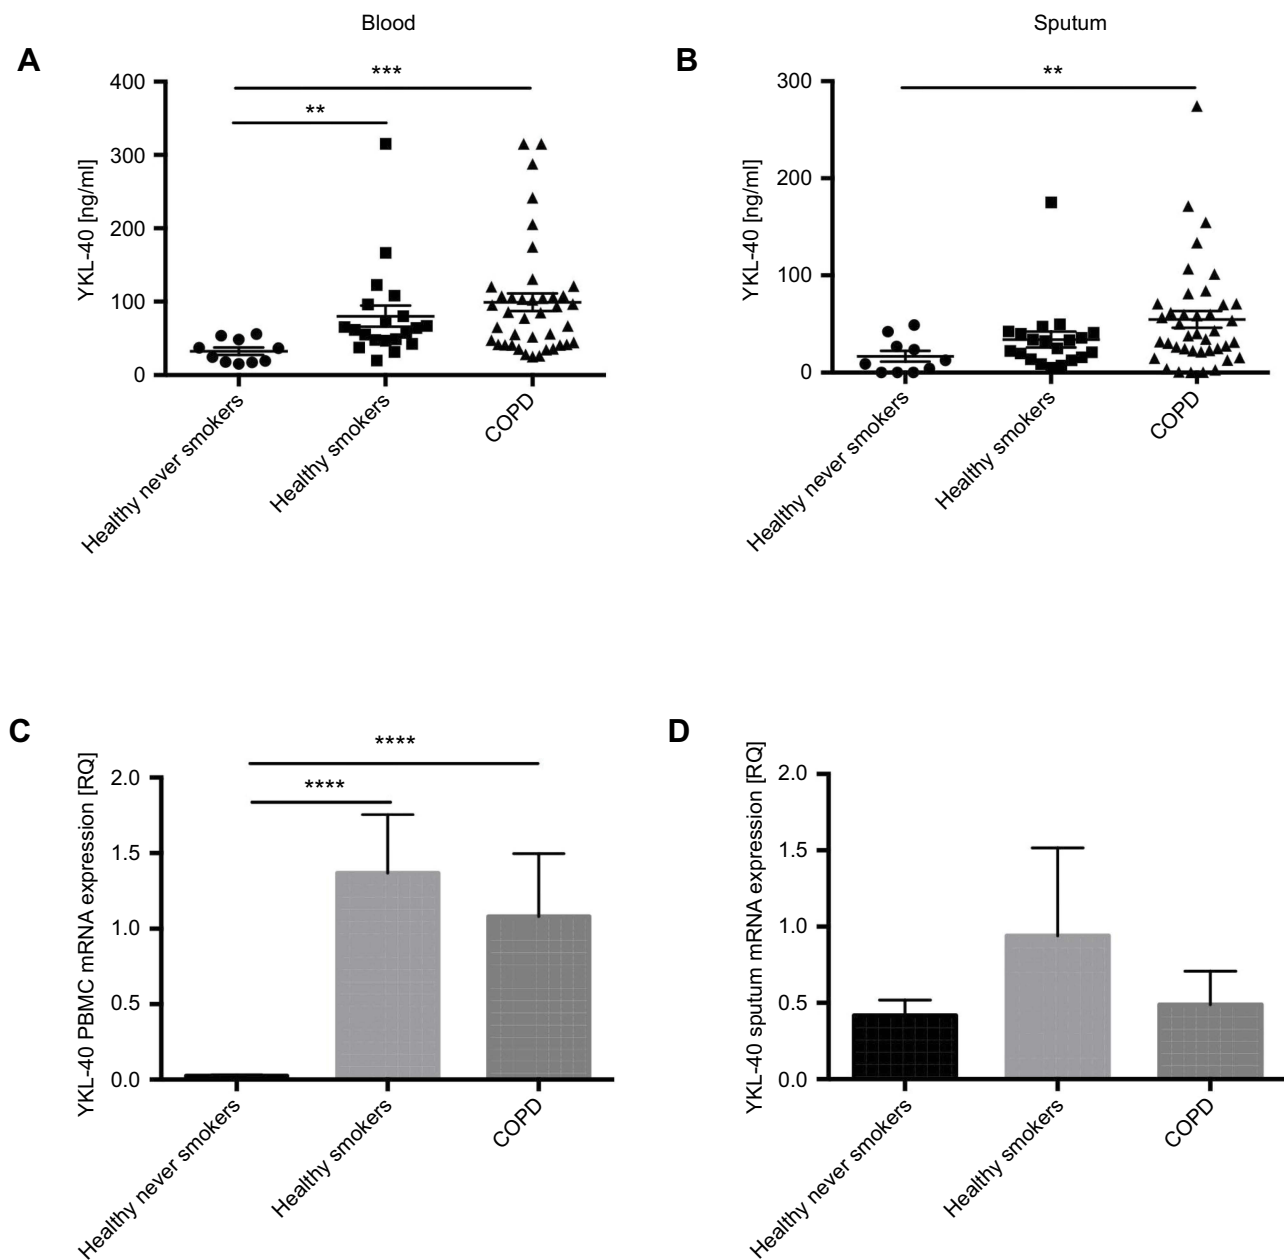 Blood
Sputum
A
B
***
**
YKL-40 [ng/ml]
400
300
200
100
0
Healthy never smokers
Healthy smokers
COPD
**
YKL-40 [ng/ml]
300
200
100
0
Healthy never smokers
Healthy smokers
COPD
C
D
****
****
YKL-40 PBMC mRNA expression [RQ]
2.0
1.5
1.0
0.5
0.0
Healthy never smokers
Healthy smokers
COPD
YKL-40 sputum mRNA expression [RQ]
2.0
1.5
1.0
0.5
0.0
Healthy never smokers
Healthy smokers
COPD